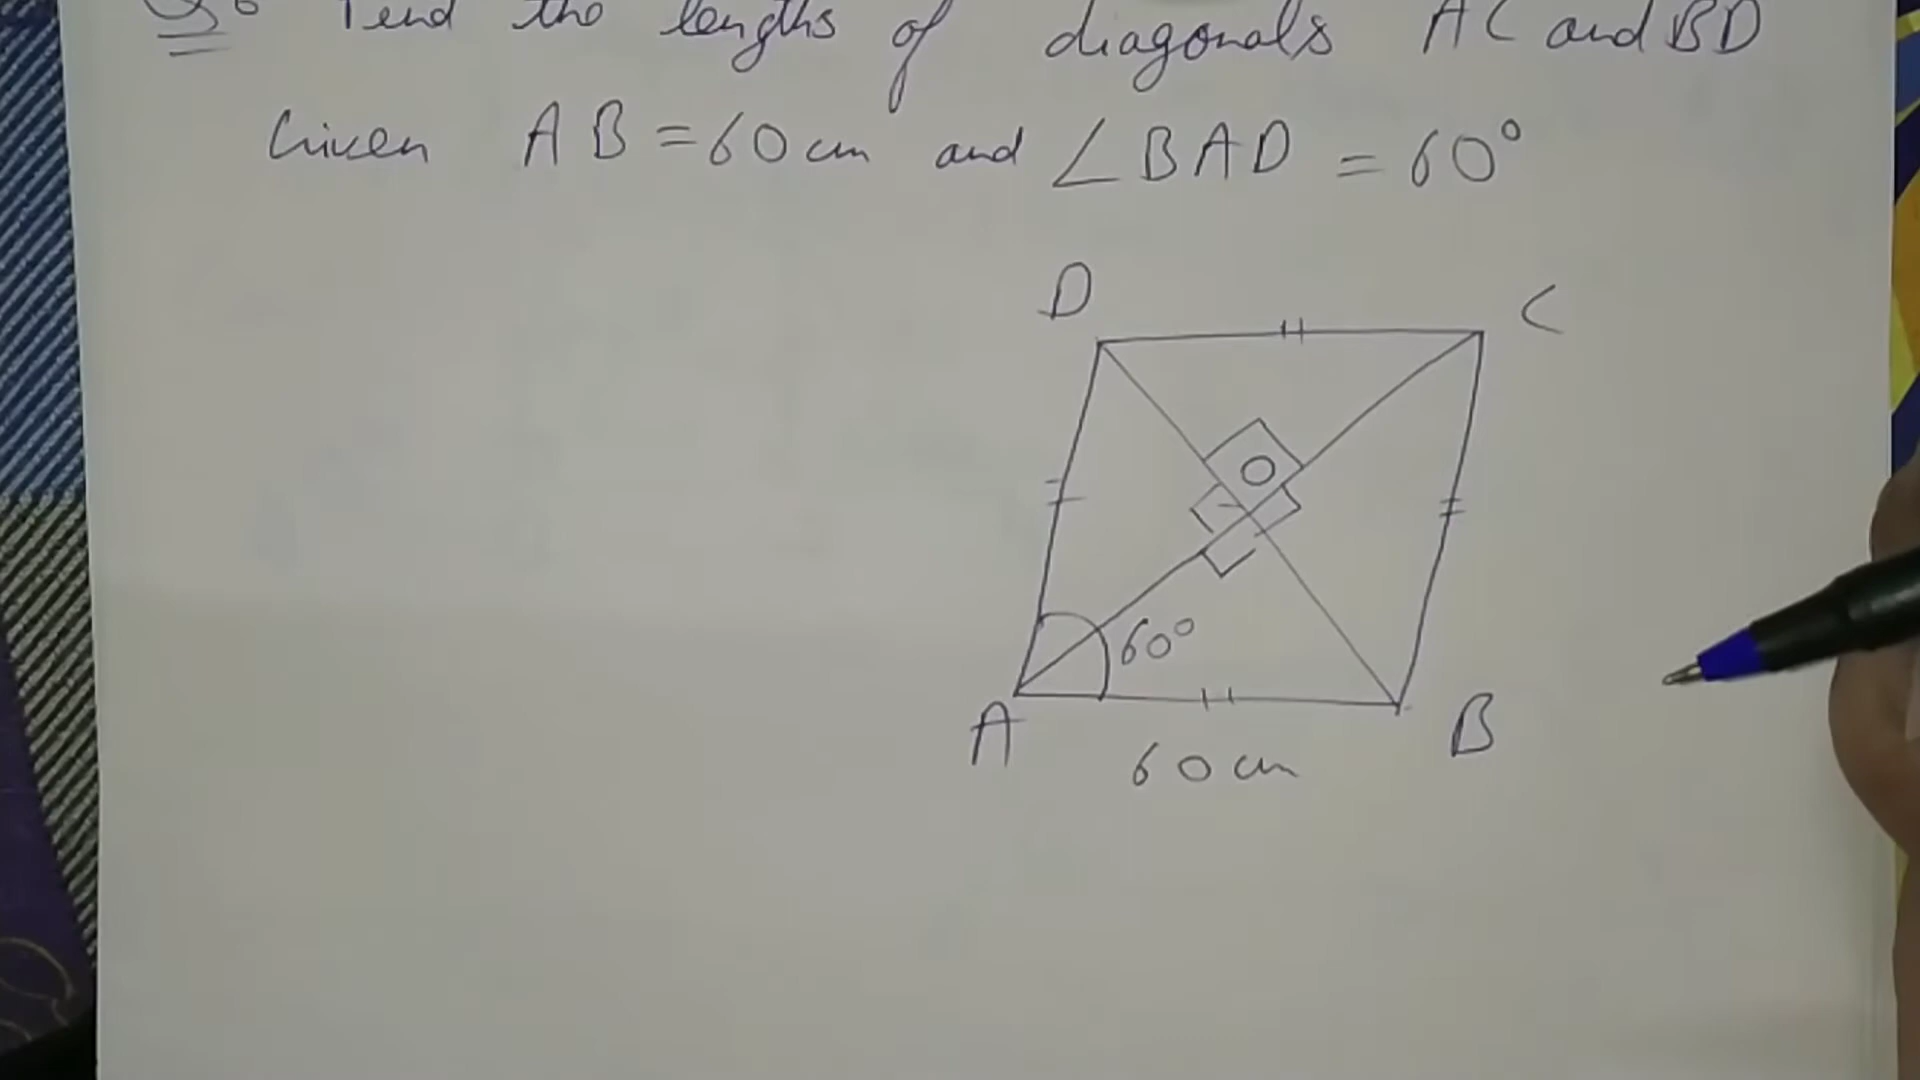 Find the lengths of diagonals AC and BD
Given AB = 60 cm and ∠BAD = 60°
D
C
O
60°
A
B
60 cm